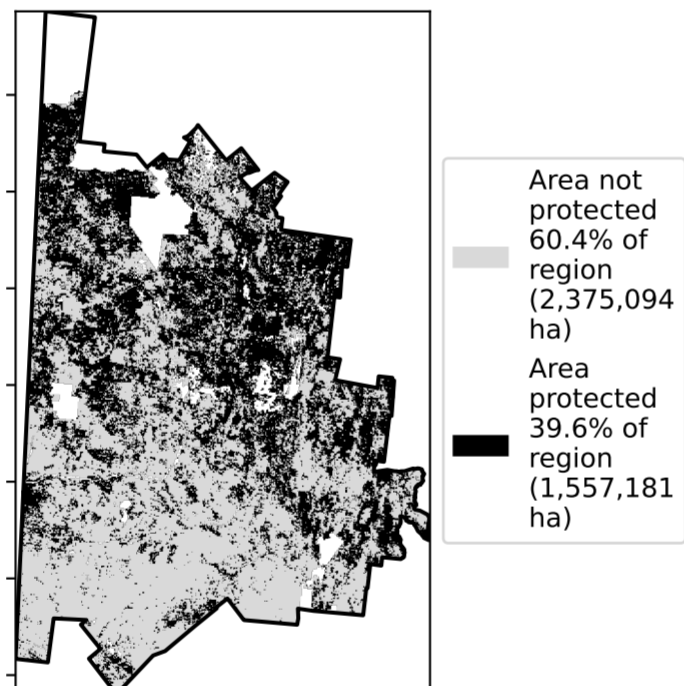 Area not
protected
60.4% of
region
(2,375,094
ha)
Area
protected
39.6% of
region
(1,557,181
ha)